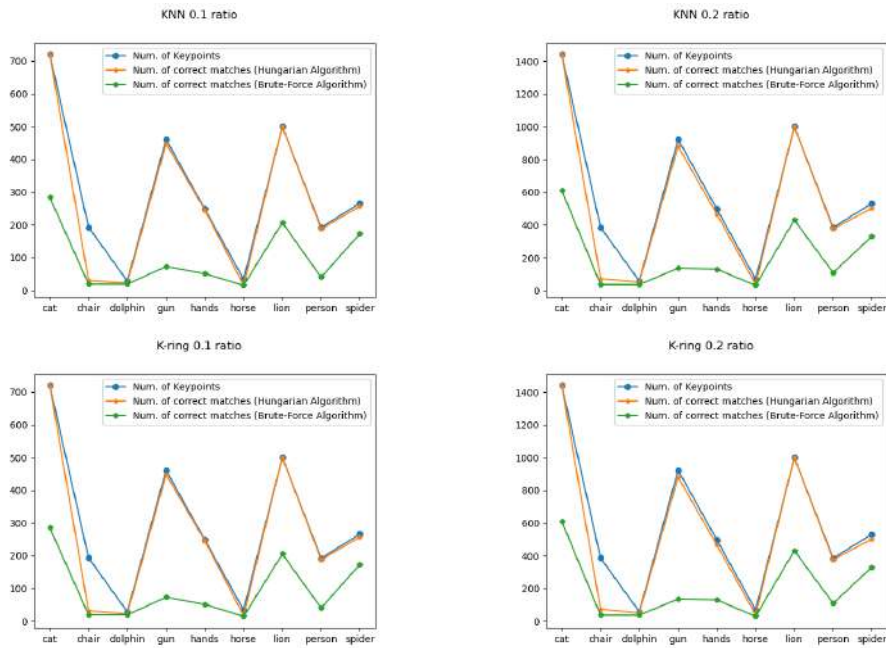 KNN 0.1 ratio
Num. of Keypoints
Num. of correct matches (Hungarian Algorithm)
Num. of correct matches (Brute-Force Algorithm)
700
600
500
400
300
200
100
0
cat chair dolphin gun hands horse lion person spider
KNN 0.2 ratio
Num. of Keypoints
Num. of correct matches (Hungarian Algorithm)
Num. of correct matches (Brute-Force Algorithm)
1400
1200
1000
800
600
400
200
0
cat chair dolphin gun hands horse lion person spider
K-ring 0.1 ratio
Num. of Keypoints
Num. of correct matches (Hungarian Algorithm)
Num. of correct matches (Brute-Force Algorithm)
700
600
500
400
300
200
100
0
cat chair dolphin gun hands horse lion person spider
K-ring 0.2 ratio
Num. of Keypoints
Num. of correct matches (Hungarian Algorithm)
Num. of correct matches (Brute-Force Algorithm)
1400
1200
1000
800
600
400
200
0
cat chair dolphin gun hands horse lion person spider